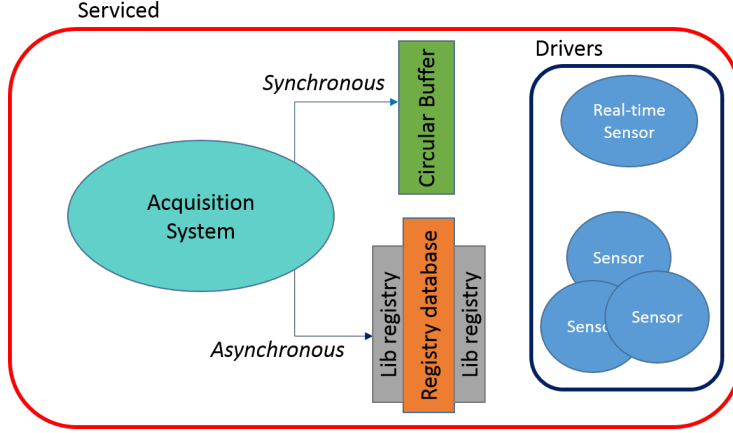 Serviced
Drivers
Synchronous
Circular Buffer
Real-time
Sensor
Acquisition
System
Sensor
Sensor
Sensor
Asynchronous
Lib registry
Registry database
Lib registry